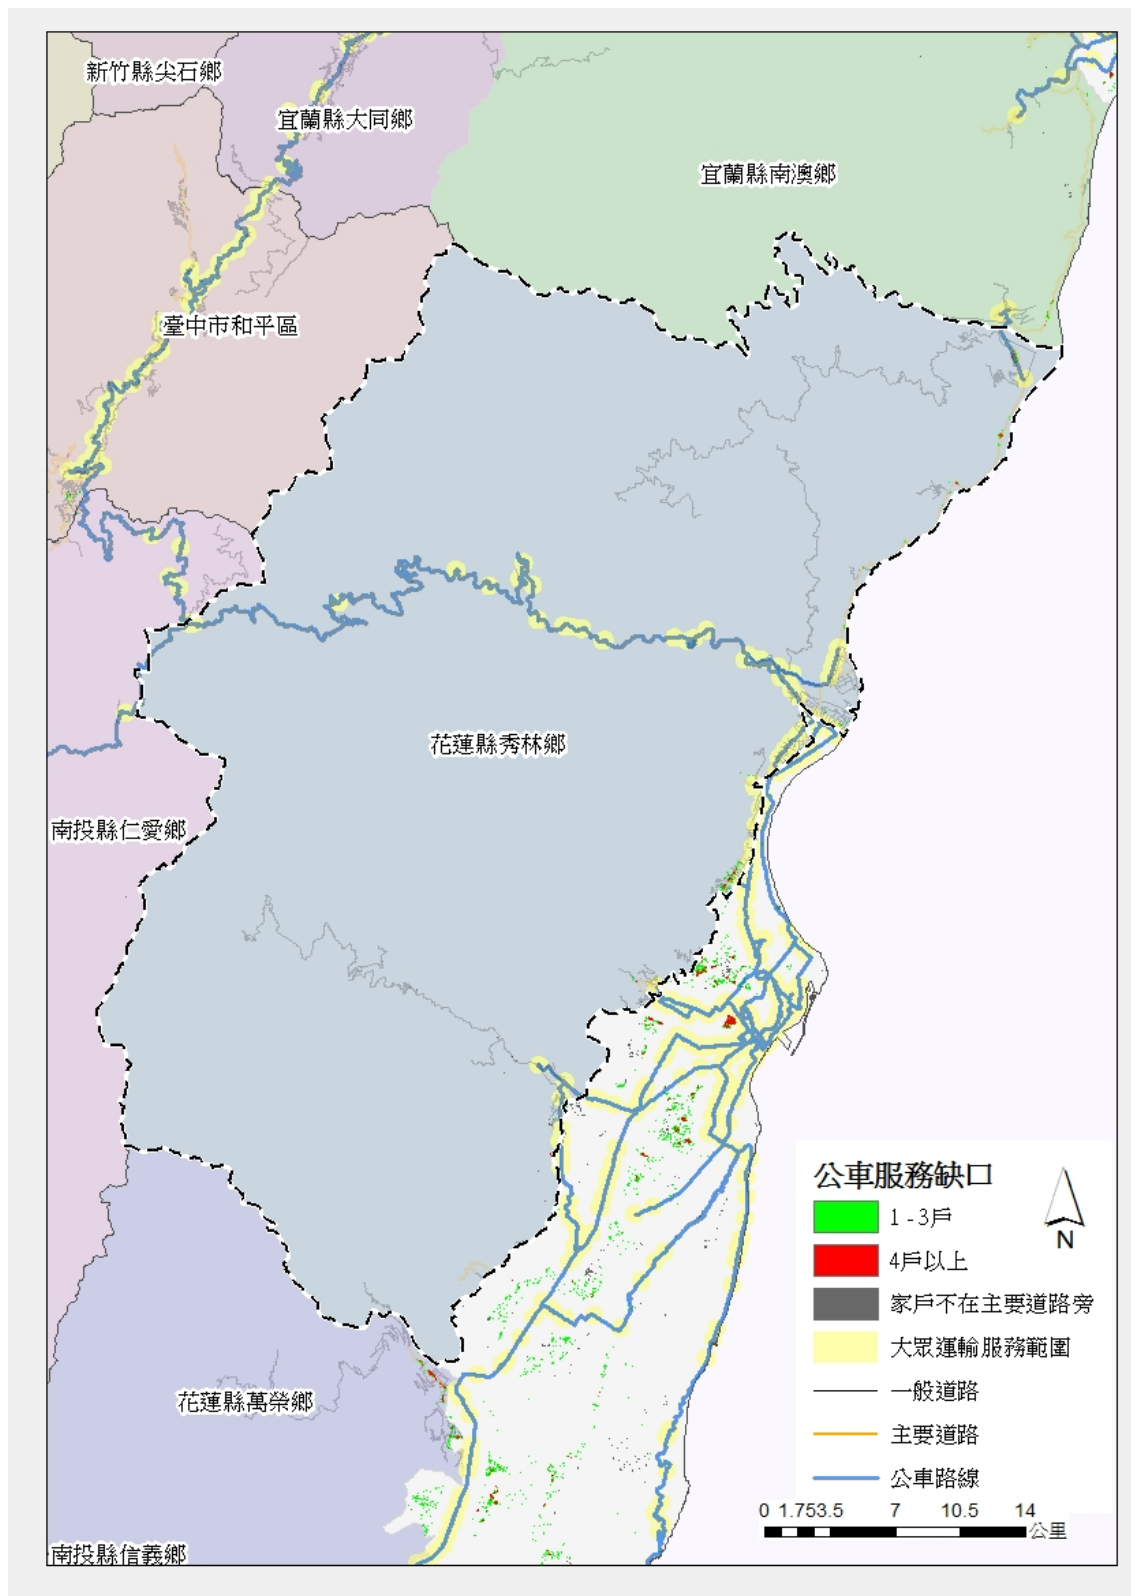 新竹縣尖石鄉
宜蘭縣大同鄉
宜蘭縣南澳鄉
臺中市和平區
花蓮縣秀林鄉
南投縣仁愛鄉
花蓮縣萬榮鄉
南投縣信義鄉
公車服務缺口
1 - 3戶
4戶以上
家戶不在主要道路旁
大眾運輸服務範圍
一般道路
主要道路
公車路線
N
0 1.753.5 7 10.5 14
公里